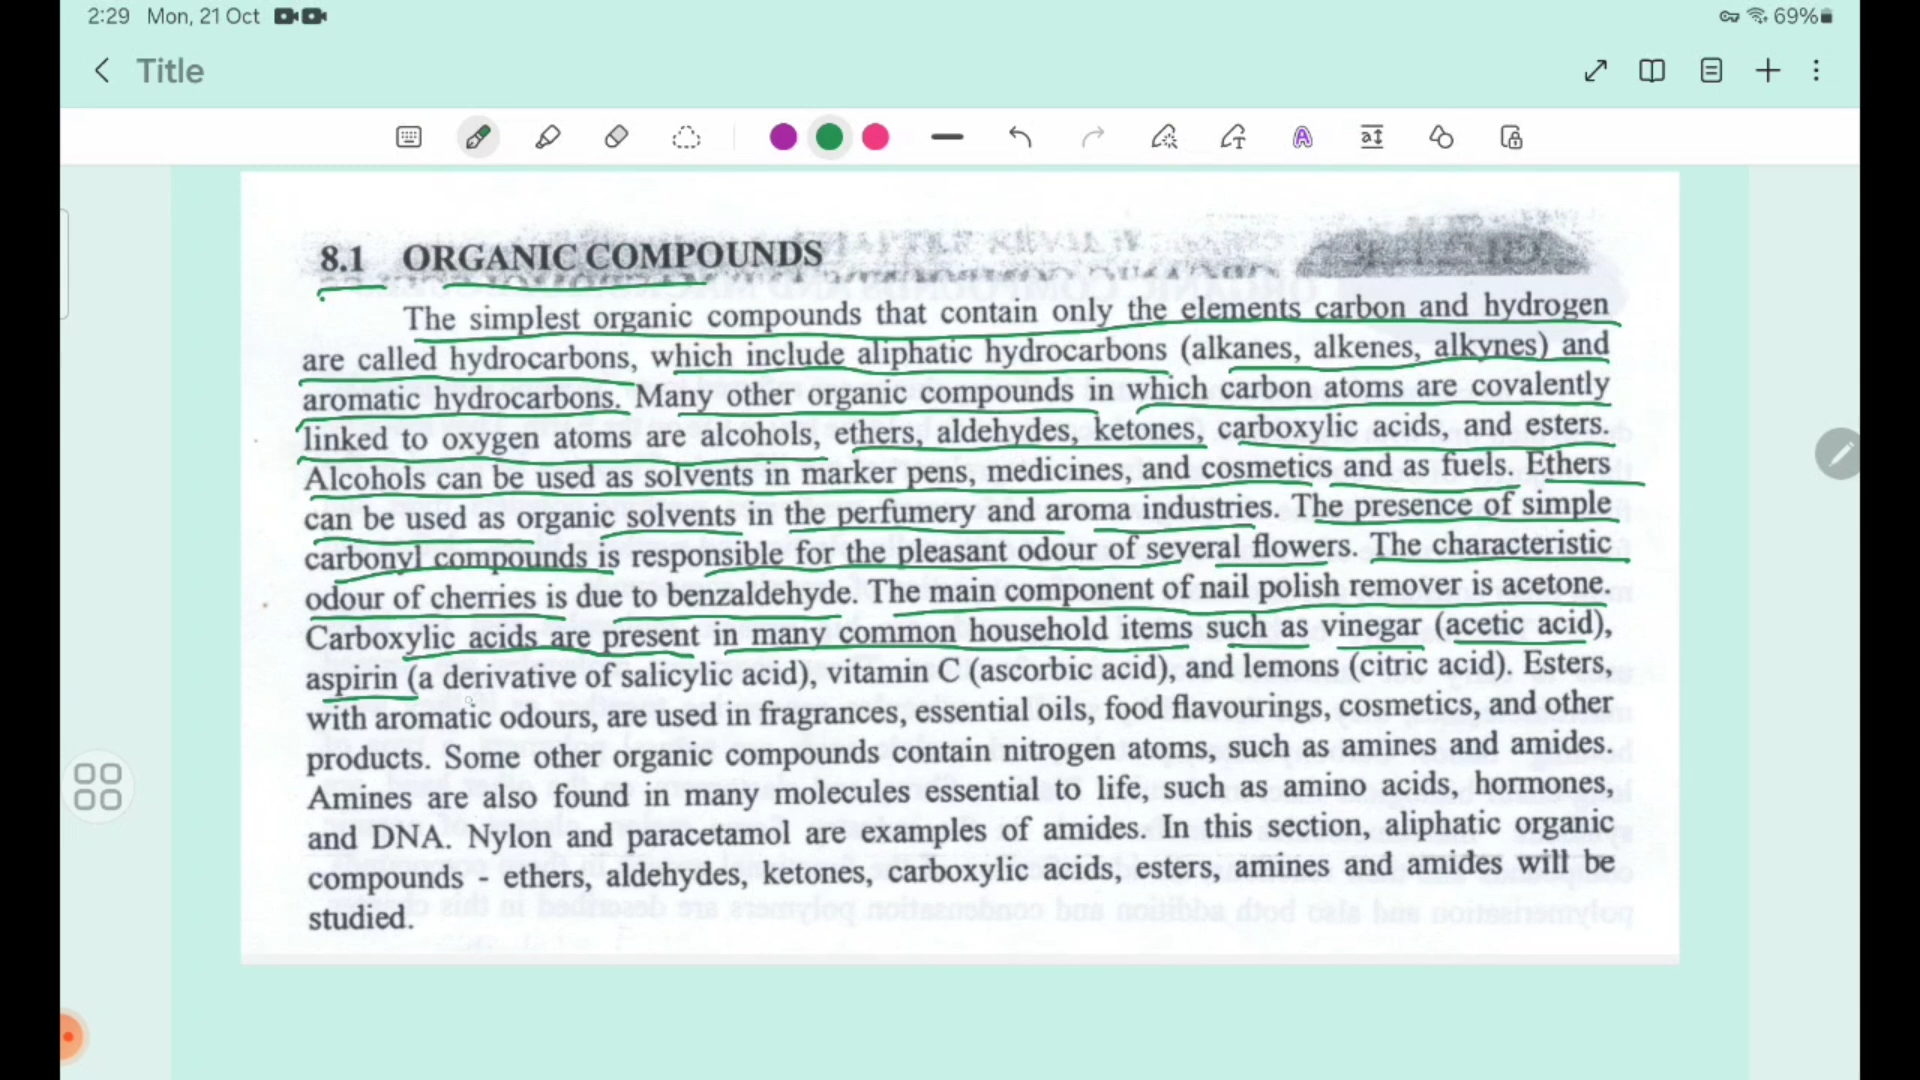 2:29 Mon, 21 Oct
69%
Title
8.1 ORGANIC COMPOUNDS
The simplest organic compounds that contain only the elements carbon and hydrogen
are called hydrocarbons, which include aliphatic hydrocarbons (alkanes, alkenes, alkynes) and
aromatic hydrocarbons. Many other organic compounds in which carbon atoms are covalently
linked to oxygen atoms are alcohols, ethers, aldehydes, ketones, carboxylic acids, and esters.
Alcohols can be used as solvents in marker pens, medicines, and cosmetics and as fuels. Ethers
can be used as organic solvents in the perfumery and aroma industries. The presence of simple
carbonyl compounds is responsible for the pleasant odour of several flowers. The characteristic
odour of cherries is due to benzaldehyde. The main component of nail polish remover is acetone.
Carboxylic acids are present in many common household items such as vinegar (acetic acid),
aspirin (a derivative of salicylic acid), vitamin C (ascorbic acid), and lemons (citric acid). Esters,
with aromatic odours, are used in fragrances, essential oils, food flavourings, cosmetics, and other
products. Some other organic compounds contain nitrogen atoms, such as amines and amides.
Amines are also found in many molecules essential to life, such as amino acids, hormones,
and DNA. Nylon and paracetamol are examples of amides. In this section, aliphatic organic
compounds - ethers, aldehydes, ketones, carboxylic acids, esters, amines and amides will be
studied.